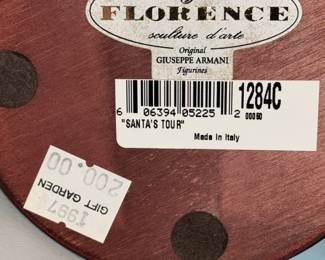 FLORENCE
sculture d'arte
Original
GIUSEPPE ARMANI
Figurines
1284C
6 06394 05225 2 00060
"SANTA'S TOUR"
Made in Italy
GIFT GARDEN
1997
200.00